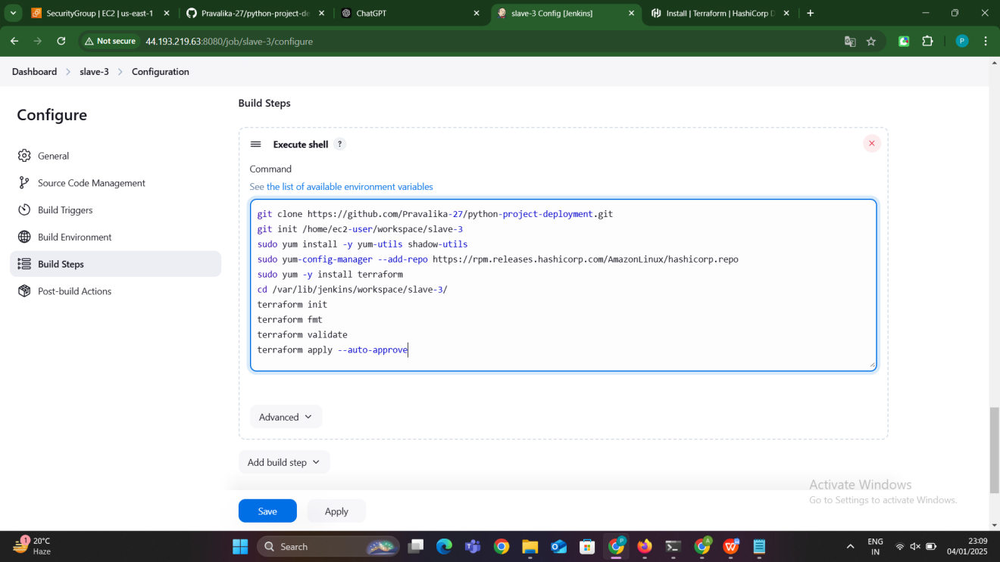 SecurityGroup | EC2 | us-east-1
Pravalika-27/python-project-de
ChatGPT
slave-3 Config [Jenkins]
Install | Terraform | HashiCorp D
Not secure
44.193.219.63:8080/job/slave-3/configure
P
Dashboard
slave-3
Configuration
Configure
General
Source Code Management
Build Triggers
Build Environment
Build Steps
Post-build Actions
Build Steps
Execute shell ?
Command
See the list of available environment variables
git clone https://github.com/Pravalika-27/python-project-deployment.git
git init /home/ec2-user/workspace/slave-3
sudo yum install -y yum-utils shadow-utils
sudo yum-config-manager --add-repo https://rpm.releases.hashicorp.com/AmazonLinux/hashicorp.repo
sudo yum -y install terraform
cd /var/lib/jenkins/workspace/slave-3/
terraform init
terraform fmt
terraform validate
terraform apply --auto-approve
Advanced
Add build step
Save
Apply
Activate Windows
Go to Settings to activate Windows.
1
20°C
Haze
Search
P
A
ENG
IN
23:09
04/01/2025